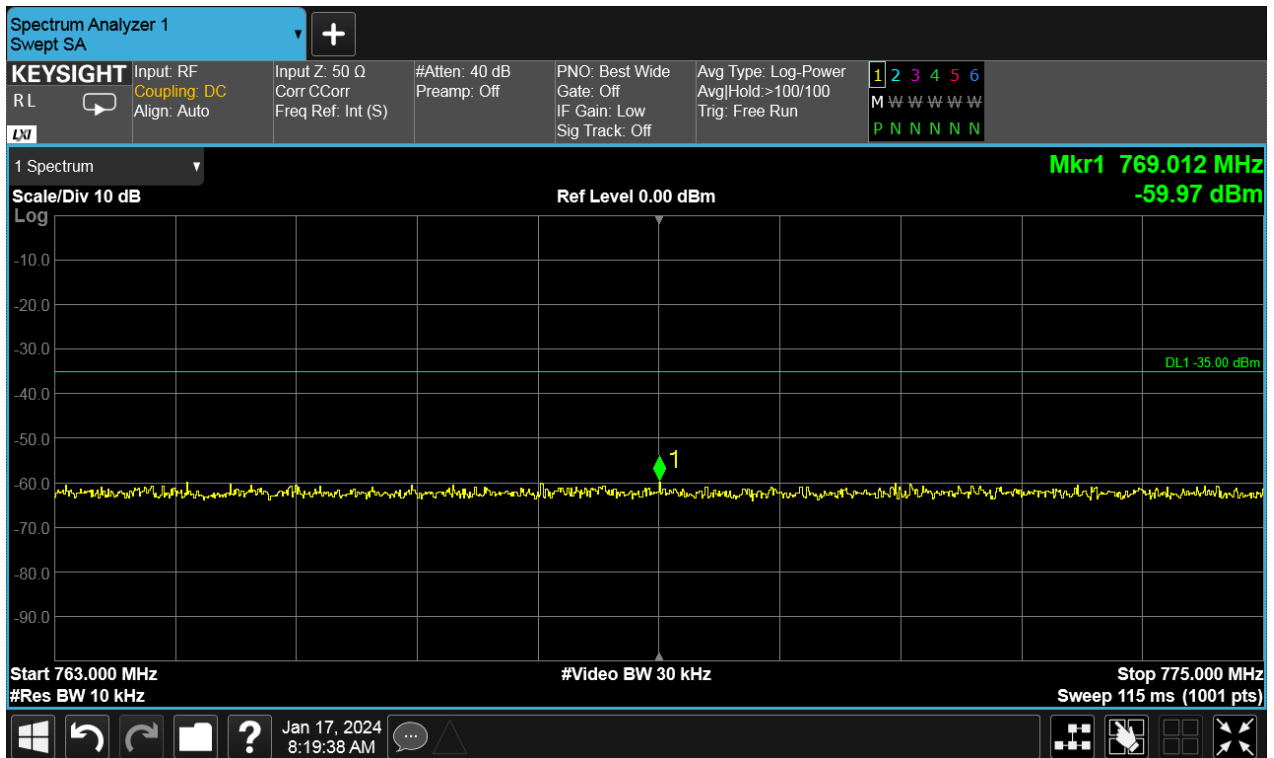 Spectrum Analyzer 1
Swept SA
KEYSIGHT
R L
LXI
Input: RF
Coupling: DC
Align: Auto
Input Z: 50 Ω
Corr CCorr
Freq Ref: Int (S)
#Atten: 40 dB
Preamp: Off
PNO: Best Wide
Gate: Off
IF Gain: Low
Sig Track: Off
Avg Type: Log-Power
Avg|Hold:>100/100
Trig: Free Run
1 2 3 4 5 6
M W W W W W
P N N N N N
1 Spectrum
Mkr1 769.012 MHz
-59.97 dBm
Scale/Div 10 dB
Ref Level 0.00 dBm
Log
-10.0
-20.0
-30.0
DL1 -35.00 dBm
-40.0
-50.0
1
-60.0
-70.0
-80.0
-90.0
Start 763.000 MHz
#Video BW 30 kHz
Stop 775.000 MHz
#Res BW 10 kHz
Sweep 115 ms (1001 pts)
?
Jan 17, 2024
8:19:38 AM